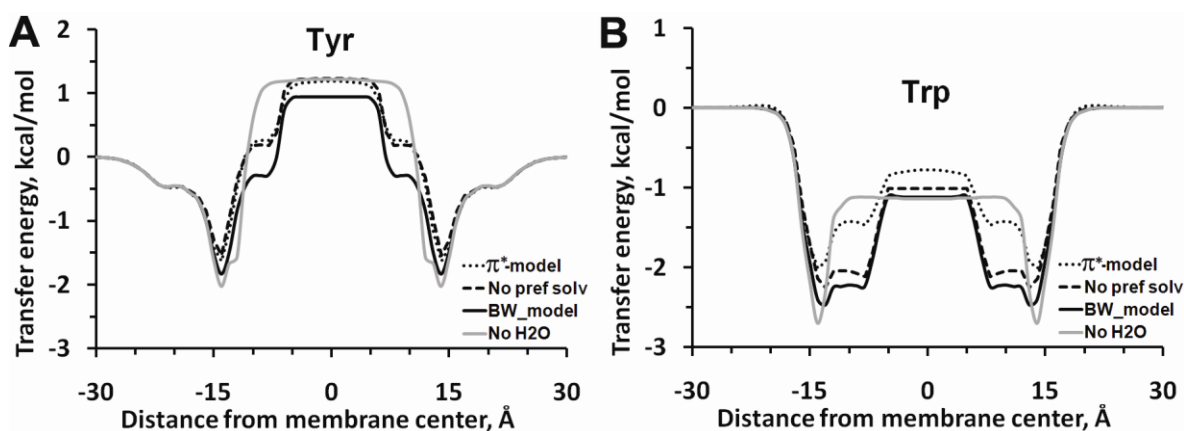 A
Tyr
Transfer energy, kcal/mol
2
1
0
-1
-2
-3
π*-model
No pref solv
BW_model
No H2O
-30
-15
0
15
30
Distance from membrane center, Å
B
Trp
Transfer energy, kcal/mol
1
0
-1
-2
-3
π*-model
No pref solv
BW_model
No H2O
-30
-15
0
15
30
Distance from membrane center, Å